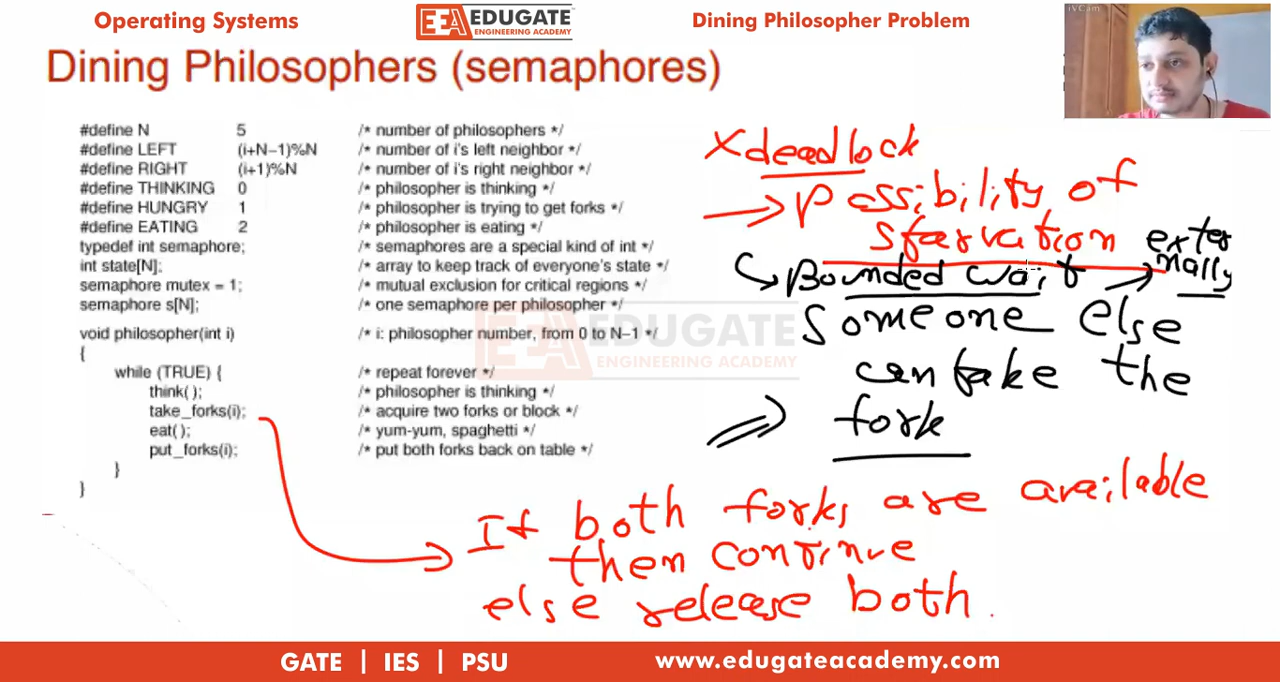 Operating Systems
EEA EDUGATE
ENGINEERING ACADEMY
Dining Philosopher Problem
iVCam
Dining Philosophers (semaphores)
#define N 5 /* number of philosophers */
#define LEFT (i+N−1)%N /* number of i's left neighbor */
#define RIGHT (i+1)%N /* number of i's right neighbor */
#define THINKING 0 /* philosopher is thinking */
#define HUNGRY 1 /* philosopher is trying to get forks */
#define EATING 2 /* philosopher is eating */
typedef int semaphore; /* semaphores are a special kind of int */
int state[N]; /* array to keep track of everyone's state */
semaphore mutex = 1; /* mutual exclusion for critical regions */
semaphore s[N]; /* one semaphore per philosopher */
void philosopher(int i) /* i: philosopher number, from 0 to N−1 */
{
while (TRUE) { /* repeat forever */
think( ); /* philosopher is thinking */
take_forks(i); /* acquire two forks or block */
eat( ); /* yum-yum, spaghetti */
put_forks(i); /* put both forks back on table */
}
}
EEA EDUGATE
ENGINEERING ACADEMY
X deadlock
→ Possibility of
starvation
Bounded wait → externally
Someone else
can take the
⇒ fork
If both forks are available
then continue
else release both.
GATE | IES | PSU
www.edugateacademy.com